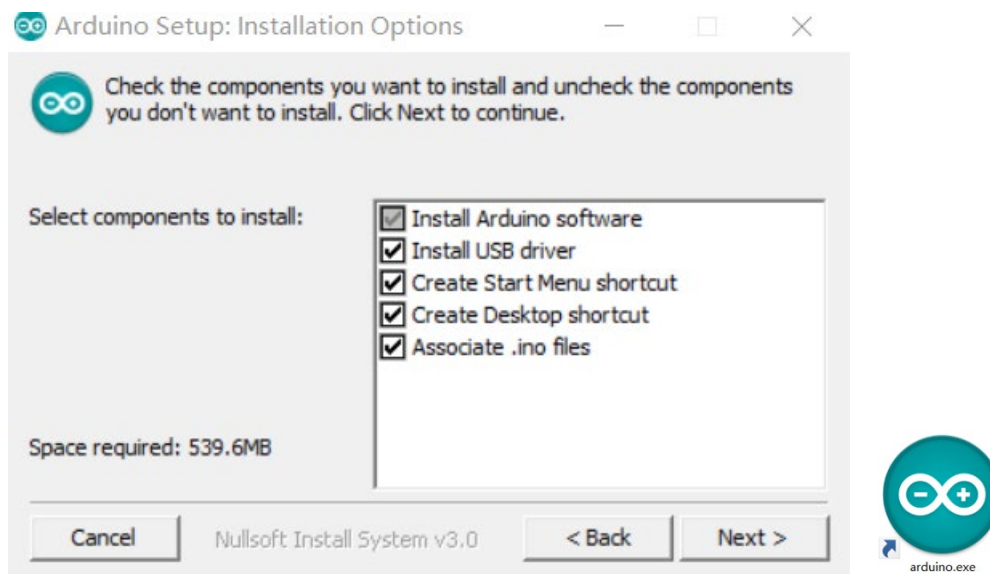 Arduino Setup: Installation Options
Check the components you want to install and uncheck the components
you don't want to install. Click Next to continue.
Select components to install:
Install Arduino software
Install USB driver
Create Start Menu shortcut
Create Desktop shortcut
Associate .ino files
Space required: 539.6MB
Cancel
Nullsoft Install System v3.0
< Back
Next >
arduino.exe